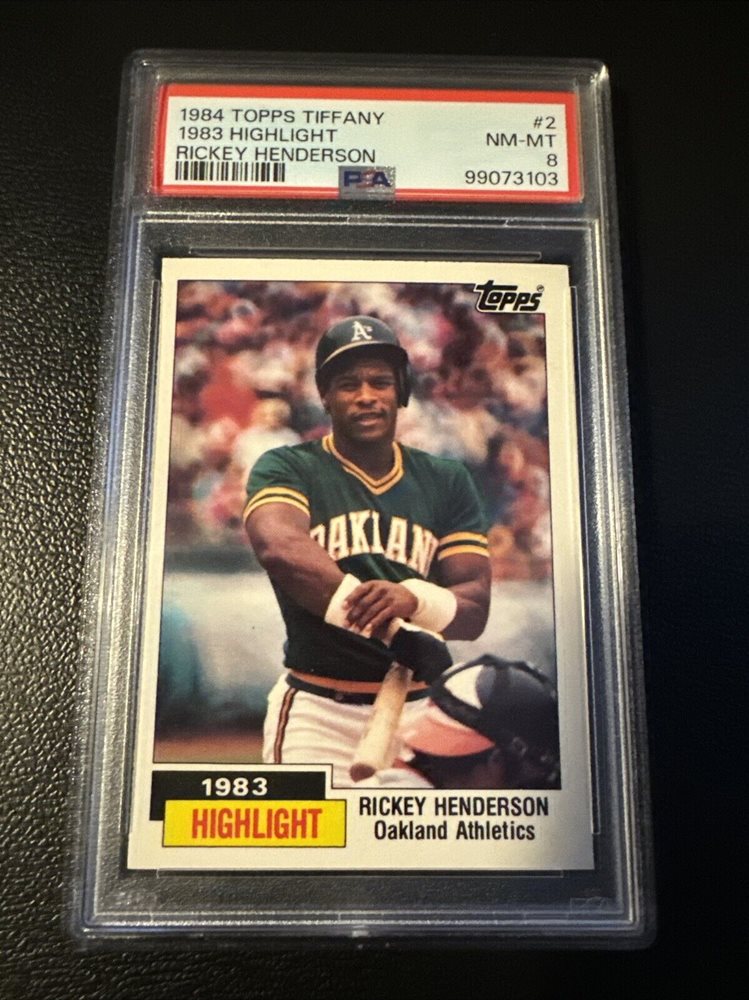 1984 TOPPS TIFFANY #2
1983 HIGHLIGHT NM-MT
RICKEY HENDERSON 8
PSA 99073103
Topps
A's
OAKLAND
1983
HIGHLIGHT
RICKEY HENDERSON
Oakland Athletics